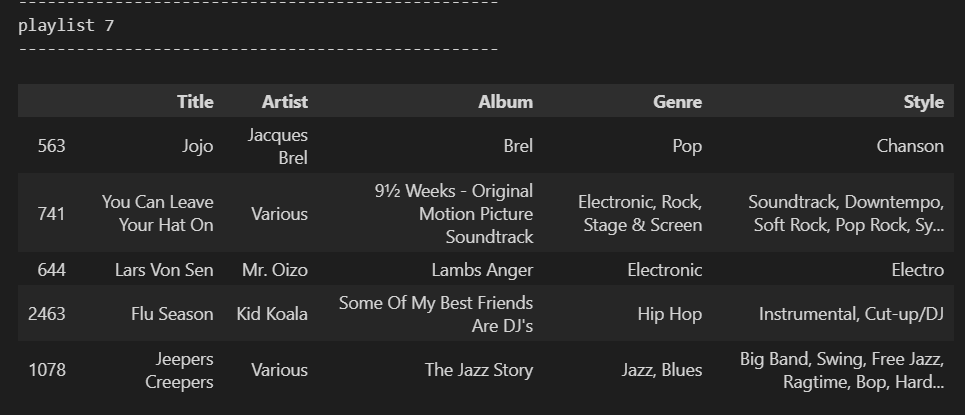 --------------------------------------------------
playlist 7
--------------------------------------------------
Title Artist Album Genre Style
563 Jojo Jacques Brel Brel Pop Chanson
741 You Can Leave Your Hat On Various 9½ Weeks - Original Motion Picture Soundtrack Electronic, Rock, Stage & Screen Soundtrack, Downtempo, Soft Rock, Pop Rock, Sy...
644 Lars Von Sen Mr. Oizo Lambs Anger Electronic Electro
2463 Flu Season Kid Koala Some Of My Best Friends Are DJ's Hip Hop Instrumental, Cut-up/DJ
1078 Jeepers Creepers Various The Jazz Story Jazz, Blues Big Band, Swing, Free Jazz, Ragtime, Bop, Hard...